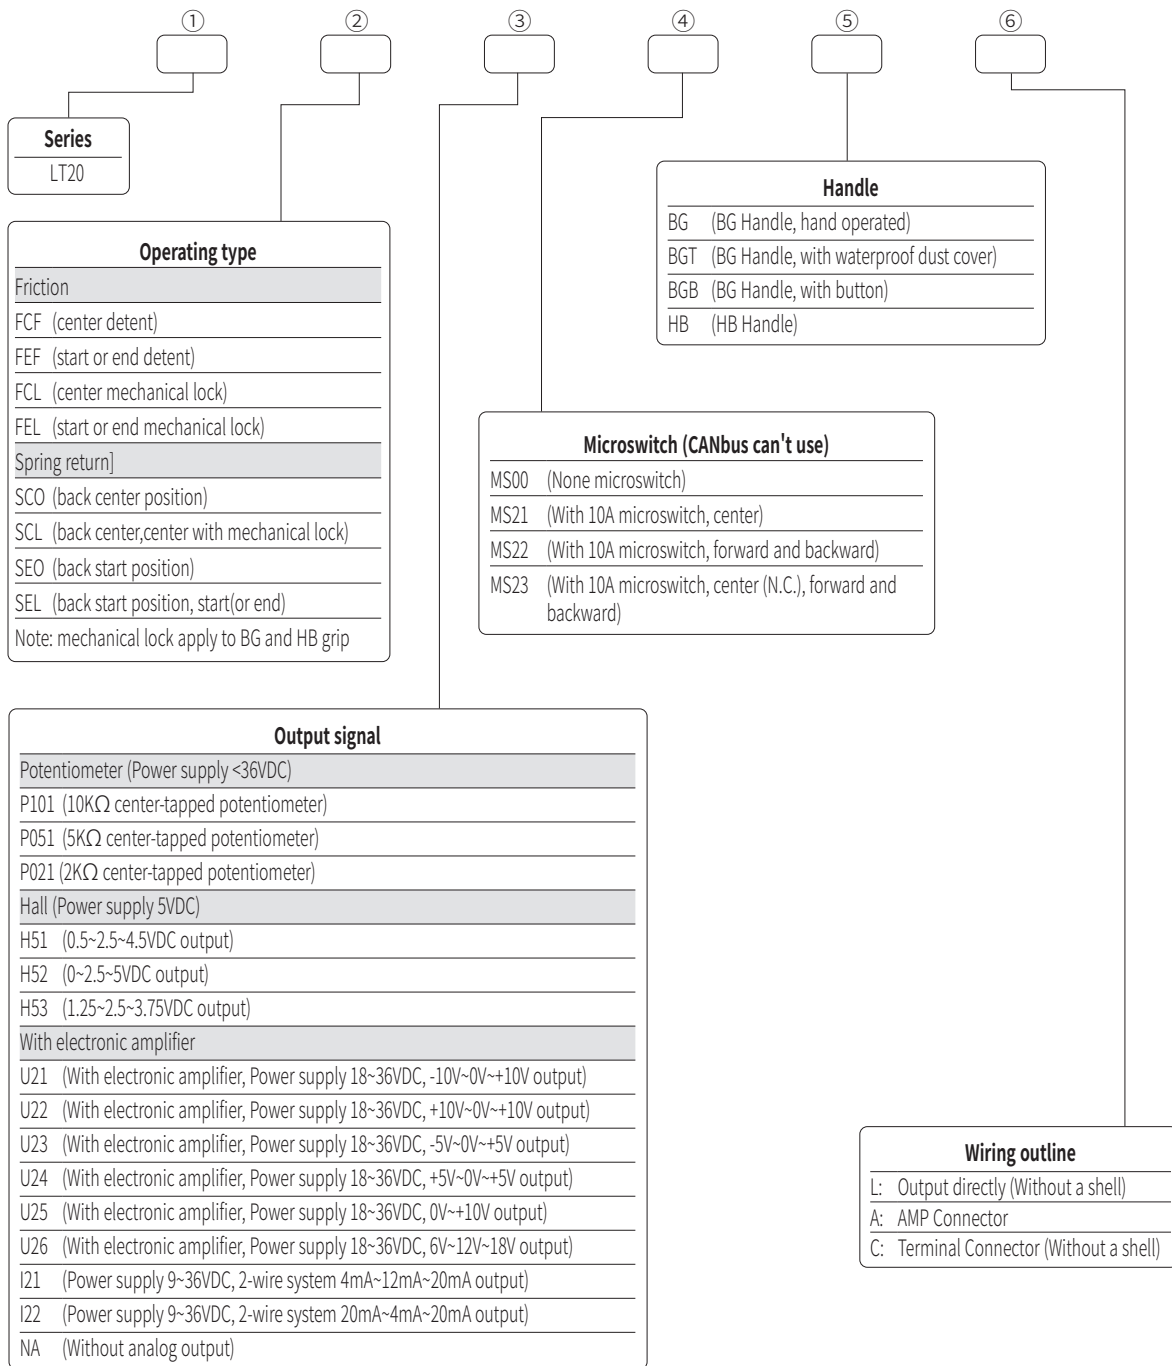 ① ② ③ ④ ⑤ ⑥
Series
LT20
Operating type
Friction
FCF (center detent)
FEF (start or end detent)
FCL (center mechanical lock)
FEL (start or end mechanical lock)
Spring return]
SCO (back center position)
SCL (back center,center with mechanical lock)
SEO (back start position)
SEL (back start position, start(or end)
Note: mechanical lock apply to BG and HB grip
Handle
BG (BG Handle, hand operated)
BGT (BG Handle, with waterproof dust cover)
BGB (BG Handle, with button)
HB (HB Handle)
Microswitch (CANbus can't use)
MS00 (None microswitch)
MS21 (With 10A microswitch, center)
MS22 (With 10A microswitch, forward and backward)
MS23 (With 10A microswitch, center (N.C.), forward and
backward)
Output signal
Potentiometer (Power supply <36VDC)
P101 (10KΩ center-tapped potentiometer)
P051 (5KΩ center-tapped potentiometer)
P021 (2KΩ center-tapped potentiometer)
Hall (Power supply 5VDC)
H51 (0.5~2.5~4.5VDC output)
H52 (0~2.5~5VDC output)
H53 (1.25~2.5~3.75VDC output)
With electronic amplifier
U21 (With electronic amplifier, Power supply 18~36VDC, -10V~0V~+10V output)
U22 (With electronic amplifier, Power supply 18~36VDC, +10V~0V~+10V output)
U23 (With electronic amplifier, Power supply 18~36VDC, -5V~0V~+5V output)
U24 (With electronic amplifier, Power supply 18~36VDC, +5V~0V~+5V output)
U25 (With electronic amplifier, Power supply 18~36VDC, 0V~+10V output)
U26 (With electronic amplifier, Power supply 18~36VDC, 6V~12V~18V output)
I21 (Power supply 9~36VDC, 2-wire system 4mA~12mA~20mA output)
I22 (Power supply 9~36VDC, 2-wire system 20mA~4mA~20mA output)
NA (Without analog output)
Wiring outline
L: Output directly (Without a shell)
A: AMP Connector
C: Terminal Connector (Without a shell)